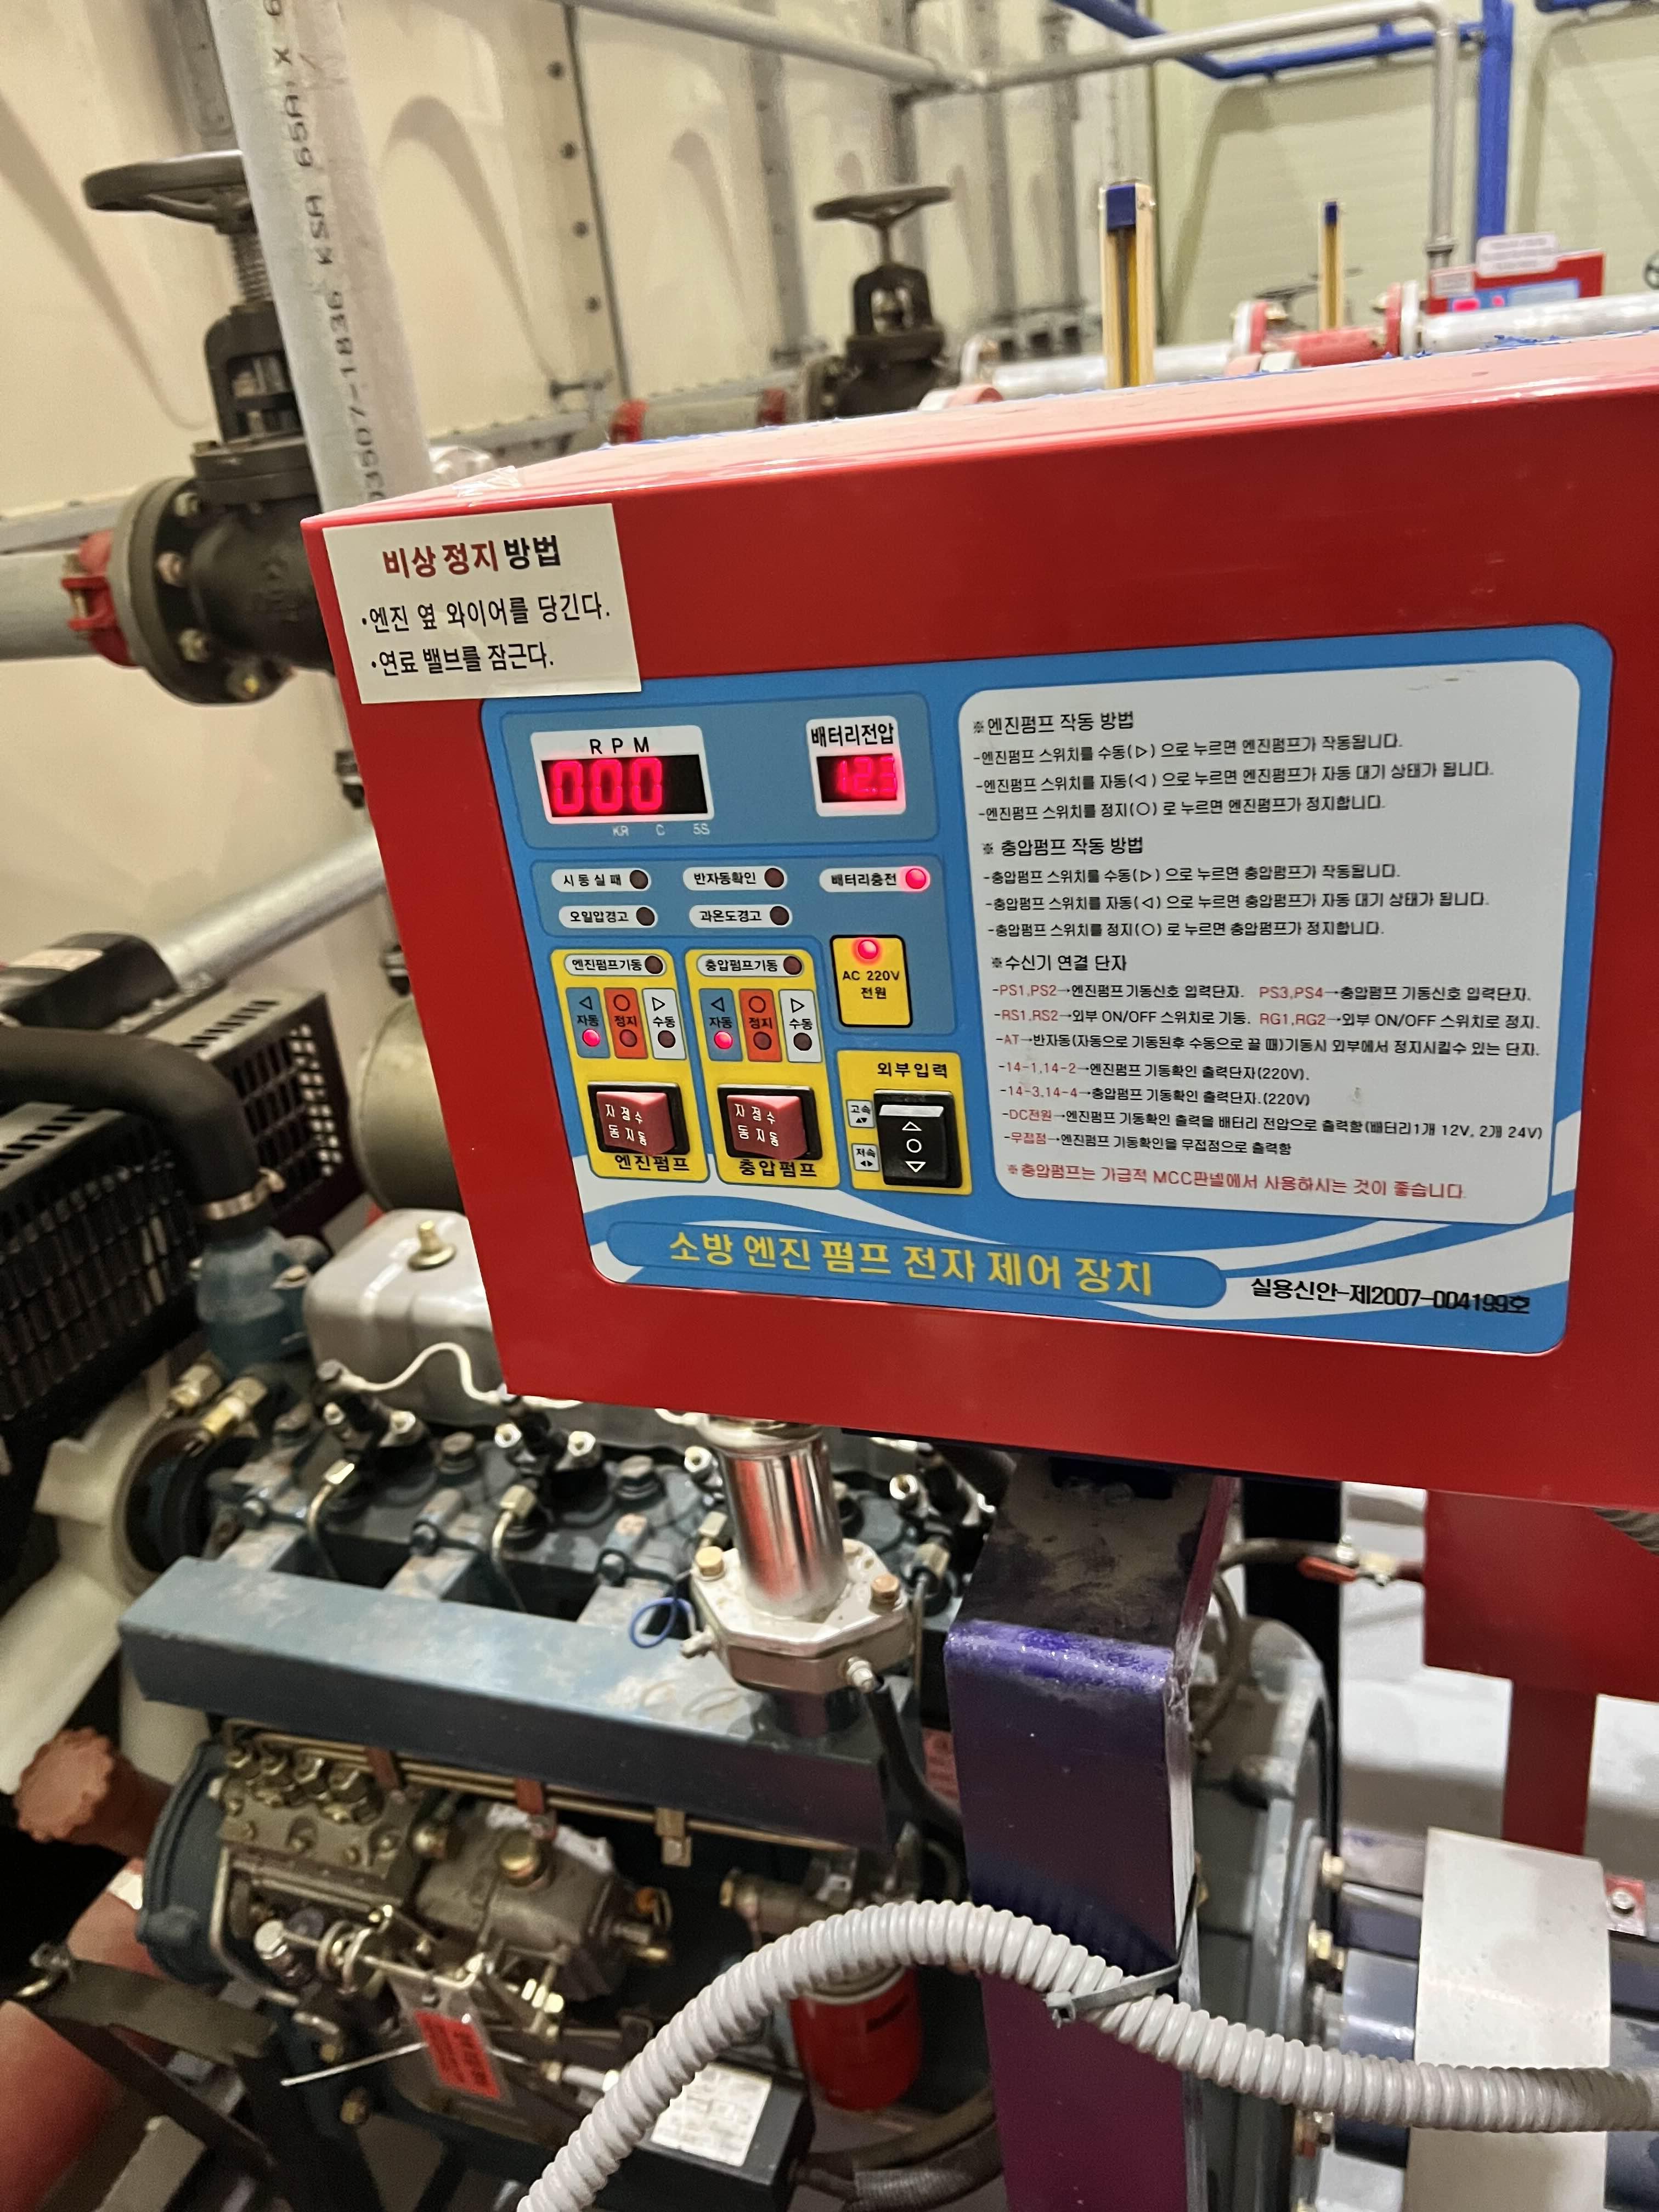 비상 정지 방법
·엔진 옆 와이어를 당긴다.
·연료 밸브를 잠근다.
RPM
000
KR C 5S
배터리전압
시동실패
반자동확인
배터리충전
오일압경고
과온도경고
엔진펌프기동
◁ 자동
○ 정지
▷ 수동
자동 정지 수동
엔진펌프
충압펌프기동
◁ 자동
○ 정지
▷ 수동
자동 정지 수동
충압펌프
AC 220V
전원
외부입력
고속
저속
※엔진펌프 작동 방법
-엔진펌프 스위치를 수동(▷) 으로 누르면 엔진펌프가 작동됩니다.
-엔진펌프 스위치를 자동(◁) 으로 누르면 엔진펌프가 자동 대기 상태가 됩니다.
-엔진펌프 스위치를 정지(○) 로 누르면 엔진펌프가 정지합니다.
※ 충압펌프 작동 방법
-충압펌프 스위치를 수동(▷) 으로 누르면 충압펌프가 작동됩니다.
-충압펌프 스위치를 자동(◁) 으로 누르면 충압펌프가 자동 대기 상태가 됩니다.
-충압펌프 스위치를 정지(○) 로 누르면 충압펌프가 정지합니다.
※수신기 연결 단자
-PS1,PS2→엔진펌프 기동신호 입력단자. PS3,PS4→충압펌프 기동신호 입력단자.
-RS1,RS2→외부 ON/OFF 스위치로 기동. RG1,RG2→외부 ON/OFF 스위치로 정지.
-AT→반자동(자동으로 기동된후 수동으로 끌 때)기동시 외부에서 정지시킬수 있는 단자.
-14-1,14-2→엔진펌프 기동확인 출력단자(220V).
-14-3,14-4→충압펌프 기동확인 출력단자.(220V)
-DC전원→엔진펌프 기동확인 출력을 배터리 전압으로 출력함(배터리1개 12V, 2개 24V)
-무접점→엔진펌프 기동확인을 무접점으로 출력함
※충압펌프는 가급적 MCC판넬에서 사용하시는 것이 좋습니다.
소방 엔진 펌프 전자 제어 장치
실용신안-제2007-004199호